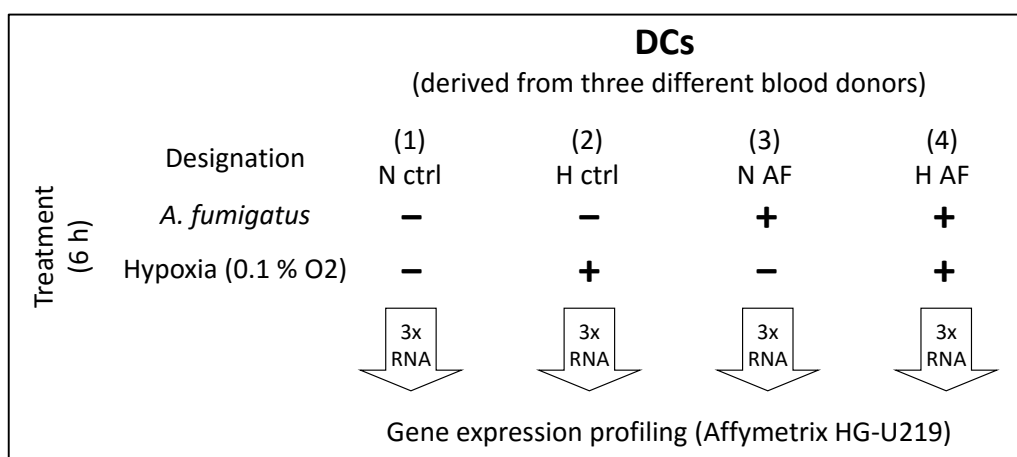 DCs
(derived from three different blood donors)
Designation
(1)
N ctrl
(2)
H ctrl
(3)
N AF
(4)
H AF
Treatment
(6 h)
A. fumigatus
− − + +
Hypoxia (0.1 % O2)
− + − +
3x
RNA
3x
RNA
3x
RNA
3x
RNA
Gene expression profiling (Affymetrix HG-U219)